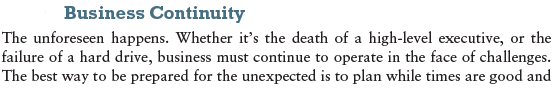 Business Continuity
The unforeseen happens. Whether it's the death of a high-level executive, or the
failure of a hard drive, business must continue to operate in the face of challenges.
The best way to be prepared for the unexpected is to plan while times are good and